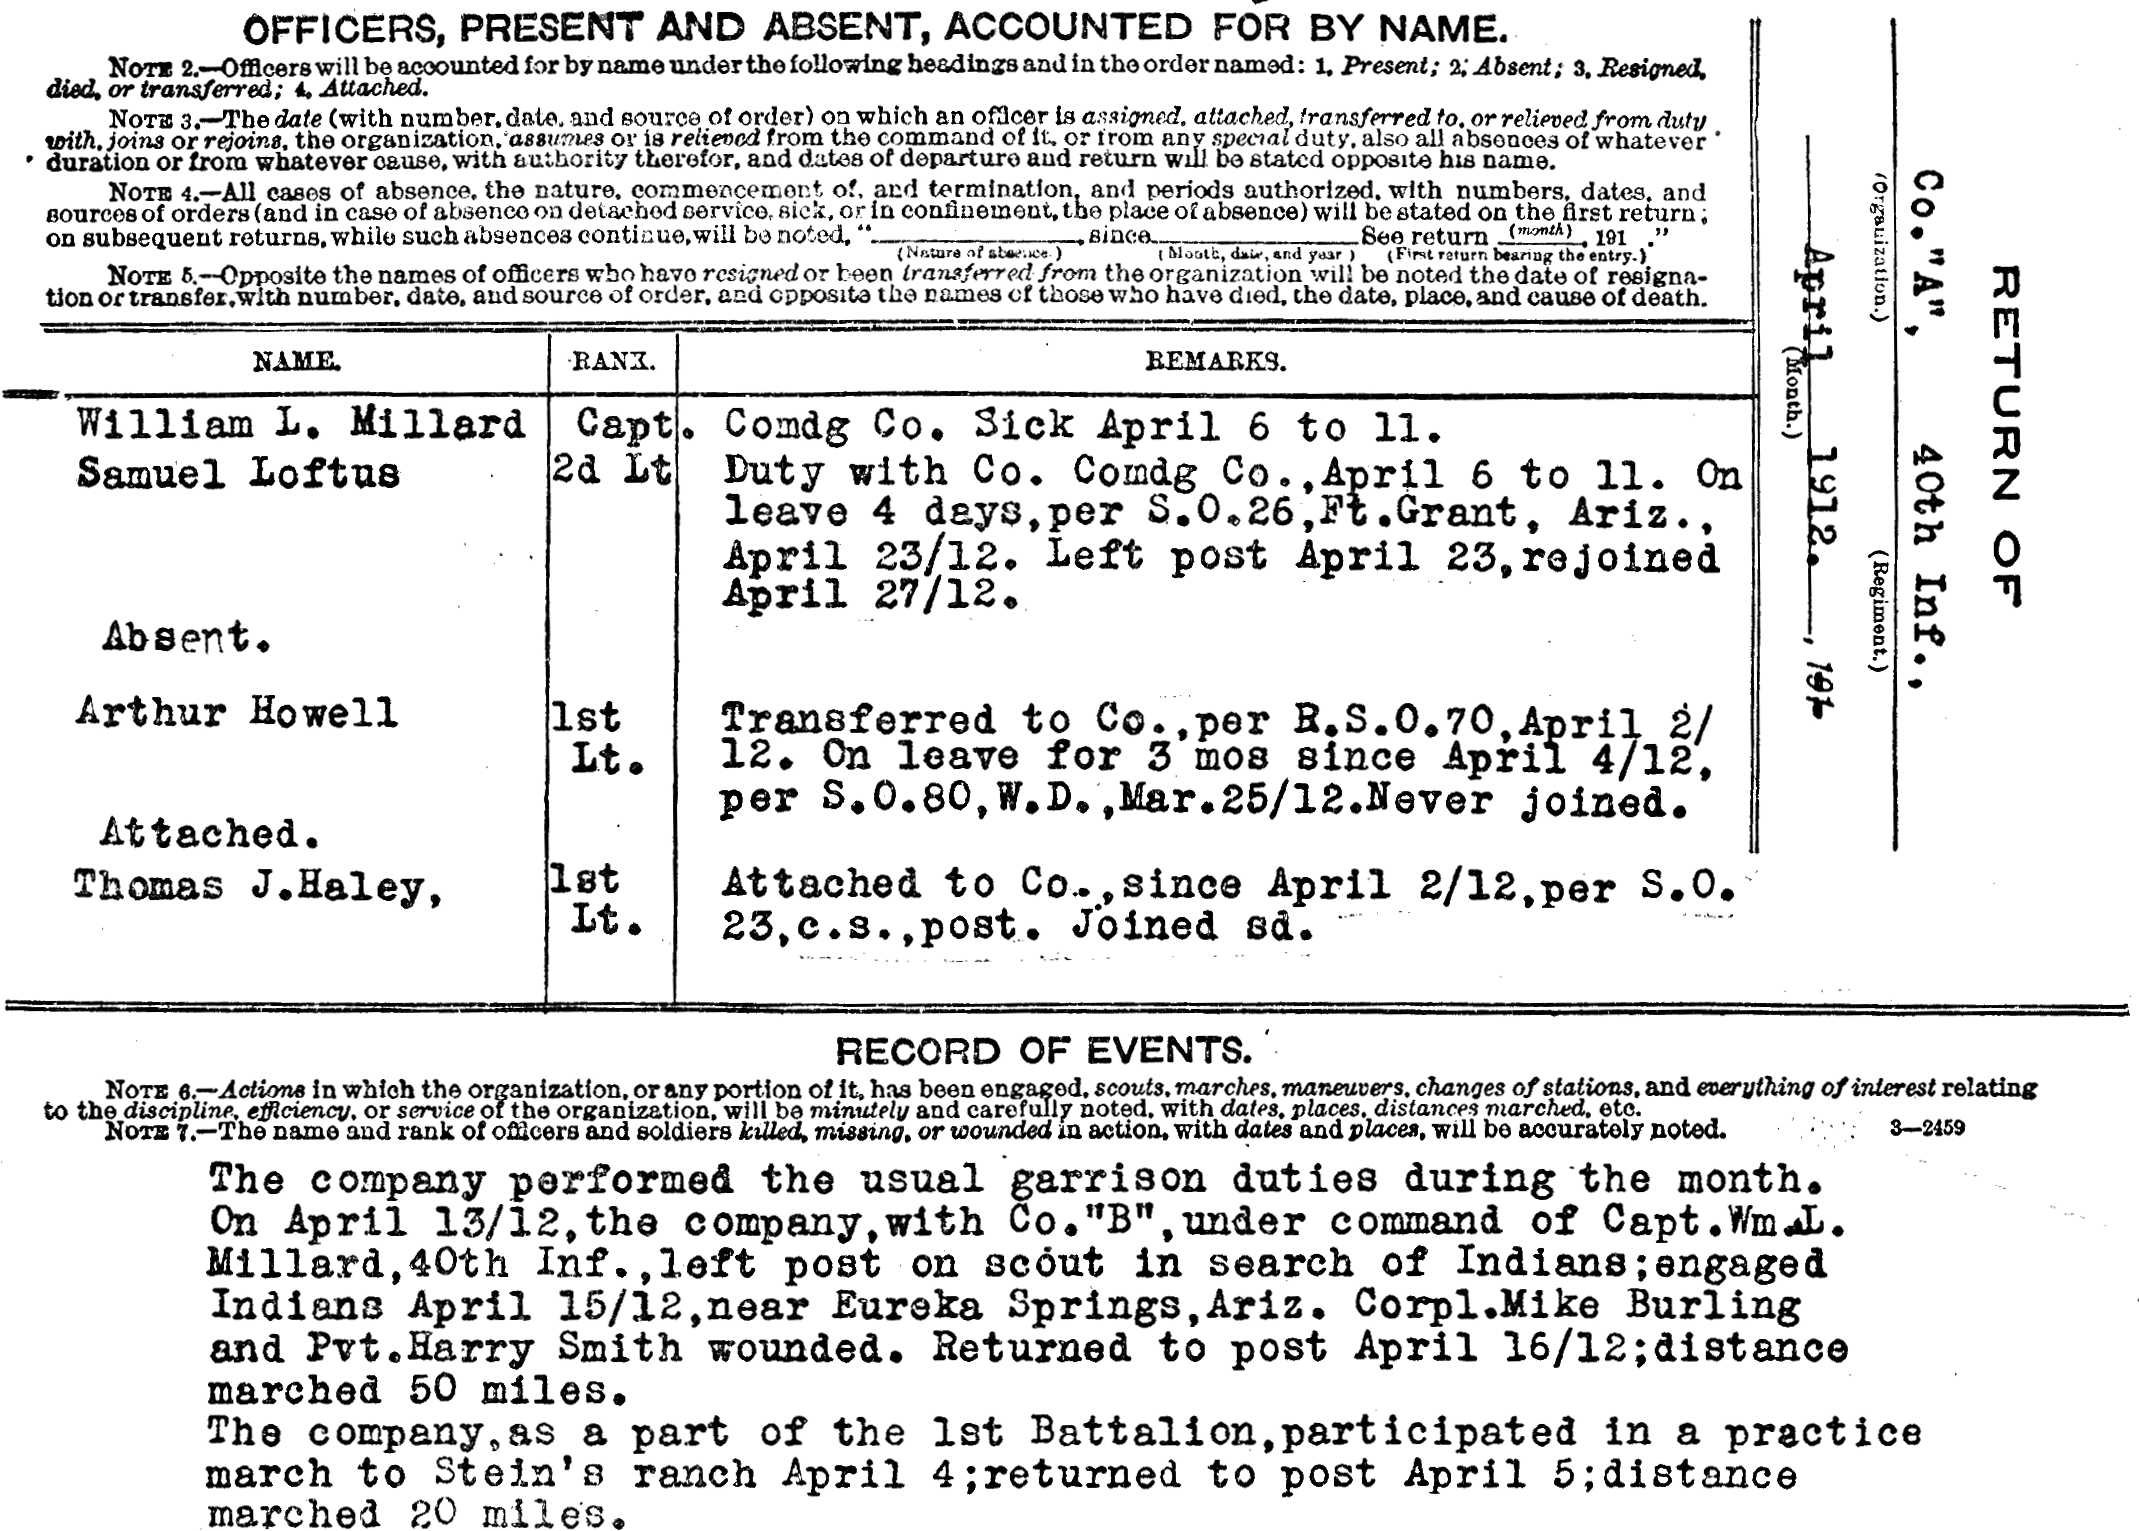 OFFICERS, PRESENT AND ABSENT, ACCOUNTED FOR BY NAME.
NOTE 2.—Officers will be accounted for by name under the following headings and in the order named: 1, Present; 2, Absent; 3, Resigned,
died, or transferred; 4, Attached.
NOTE 3.—The date (with number, date, and source of order) on which an officer is assigned, attached, transferred to, or relieved from duty
with, joins or rejoins, the organization, assumes or is relieved from the command of it, or from any special duty, also all absences of whatever
duration or from whatever cause, with authority therefor, and dates of departure and return will be stated opposite his name.
NOTE 4.—All cases of absence, the nature, commencement of, and termination, and periods authorized, with numbers, dates, and
sources of orders (and in case of absence on detached service, sick, or in confinement, the place of absence) will be stated on the first return;
on subsequent returns, while such absences continue, will be noted, "__________, since__________ See return (month), 191 ."
(Nature of absence.) (Month, date, and year) (First return bearing the entry.)
NOTE 5.—Opposite the names of officers who have resigned or been transferred from the organization will be noted the date of resigna-
tion or transfer, with number, date, and source of order, and opposite the names of those who have died, the date, place, and cause of death.
NAME. RANK. REMARKS.
William L. Millard Capt. Comdg Co. Sick April 6 to 11.
Samuel Loftus 2d Lt Duty with Co. Comdg Co.,April 6 to 11. On
leave 4 days,per S.O.26,Ft.Grant, Ariz.,
April 23/12. Left post April 23,rejoined
April 27/12.
Absent.
Arthur Howell 1st Transferred to Co.,per R.S.O.70,April 2/
Lt. 12. On leave for 3 mos since April 4/12,
per S.O.80,W.D.,Mar.25/12.Never joined.
Attached.
Thomas J.Haley, 1st Attached to Co.,since April 2/12,per S.O.
Lt. 23,c.s.,post. Joined sd.
RETURN OF
Co."A", 40th Inf.,
(Organization.) (Regiment.)
April 1912. , 191
(Month.)
RECORD OF EVENTS.
NOTE 6.—Actions in which the organization, or any portion of it, has been engaged, scouts, marches, maneuvers, changes of stations, and everything of interest relating
to the discipline, efficiency, or service of the organization, will be minutely and carefully noted, with dates, places, distances marched, etc.
NOTE 7.—The name and rank of officers and soldiers killed, missing, or wounded in action, with dates and places, will be accurately noted. 3—2459
The company performed the usual garrison duties during the month.
On April 13/12,the company,with Co."B",under command of Capt.Wm.L.
Millard,40th Inf.,left post on scout in search of Indians;engaged
Indians April 15/12,near Eureka Springs,Ariz. Corpl.Mike Burling
and Pvt.Harry Smith wounded. Returned to post April 16/12;distance
marched 50 miles.
The company,as a part of the 1st Battalion,participated in a practice
march to Stein's ranch April 4;returned to post April 5;distance
marched 20 miles.